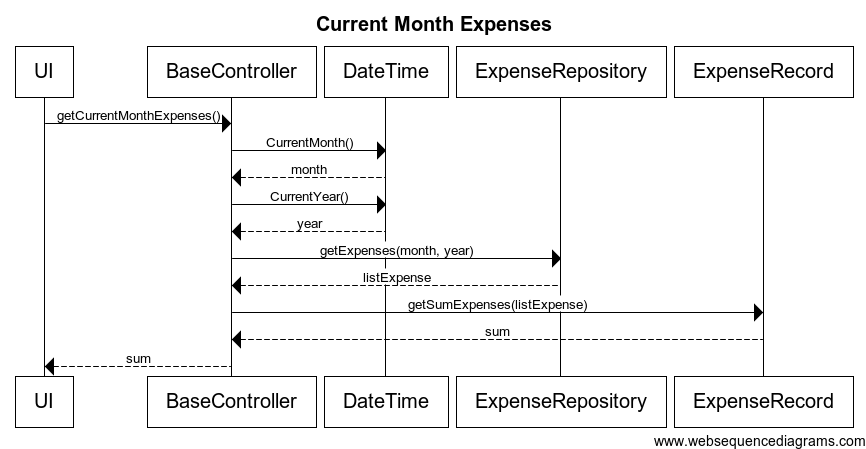 Current Month Expenses
UI BaseController DateTime ExpenseRepository ExpenseRecord
getCurrentMonthExpenses()
CurrentMonth()
month
CurrentYear()
year
getExpenses(month, year)
listExpense
getSumExpenses(listExpense)
sum
sum
UI BaseController DateTime ExpenseRepository ExpenseRecord
www.websequencediagrams.com